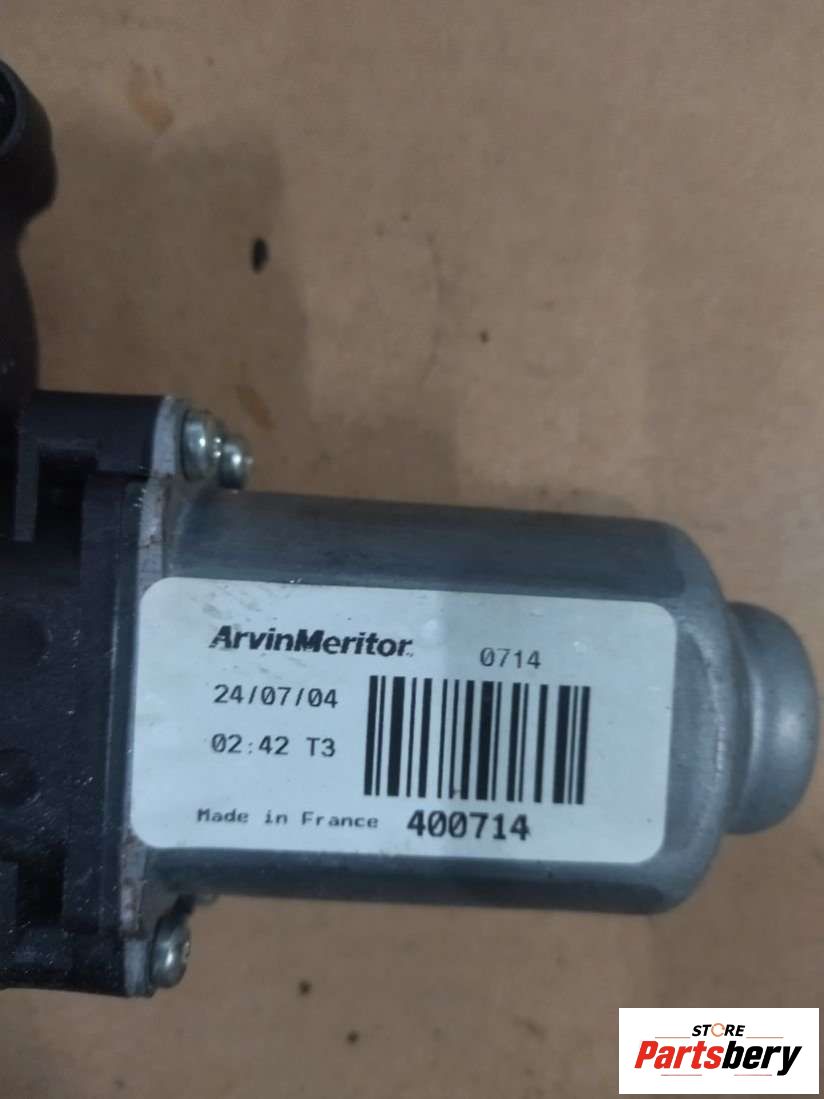 ArvinMeritor 0714
24/07/04
02:42 T3
Made in France 400714
STORE
Partsbery